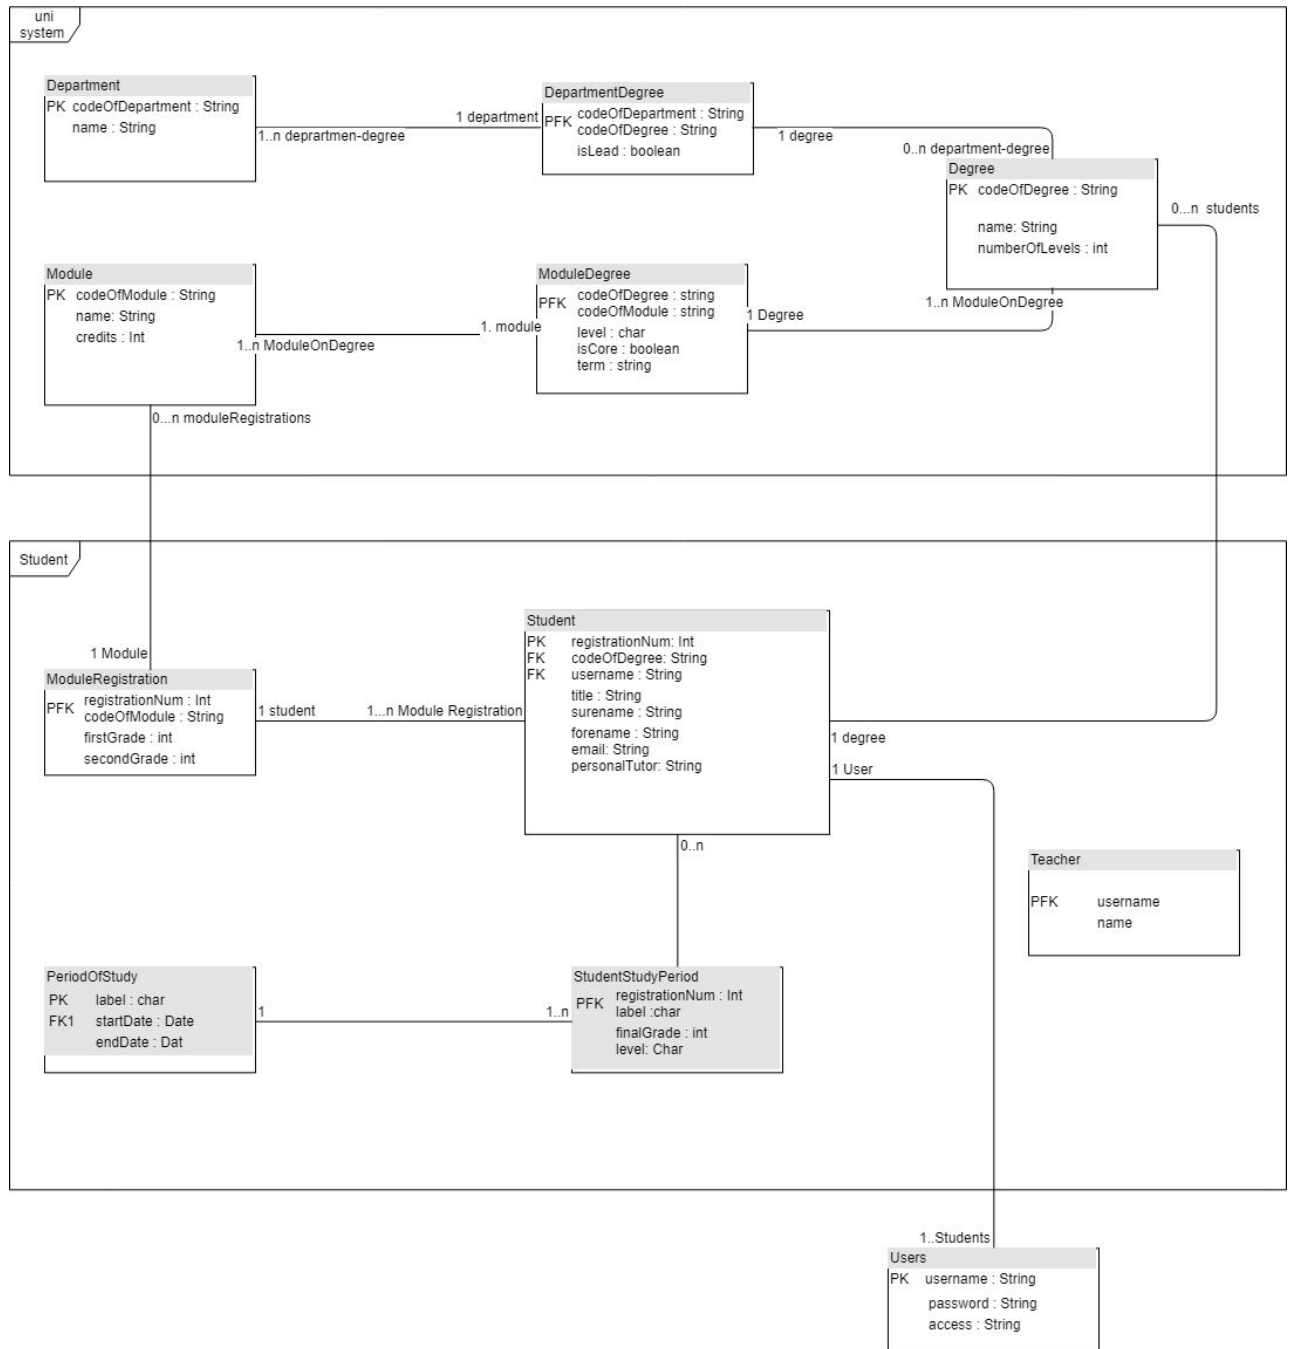 uni
system
Department
PK codeOfDepartment : String
name : String
1..n deprartmen-degree
1 department
DepartmentDegree
PFK codeOfDepartment : String
codeOfDegree : String
isLead : boolean
1 degree
0..n department-degree
Degree
PK codeOfDegree : String
name: String
numberOfLevels : int
0...n students
1..n ModuleOnDegree
Module
PK codeOfModule : String
name: String
credits : Int
1..n ModuleOnDegree
1. module
ModuleDegree
PFK codeOfDegree : string
codeOfModule : string
level : char
isCore : boolean
term : string
1 Degree
0...n moduleRegistrations
Student
1 Module
ModuleRegistration
PFK registrationNum : Int
codeOfModule : String
firstGrade : int
secondGrade : int
1 student
1...n Module Registration
Student
PK registrationNum: Int
FK codeOfDegree: String
FK username : String
title : String
surename : String
forename : String
email: String
personalTutor: String
1 degree
1 User
0..n
Teacher
PFK username
name
PeriodOfStudy
PK label : char
FK1 startDate : Date
endDate : Dat
1
1..n
StudentStudyPeriod
PFK registrationNum : Int
label :char
finalGrade : int
level: Char
1..Students
Users
PK username : String
password : String
access : String